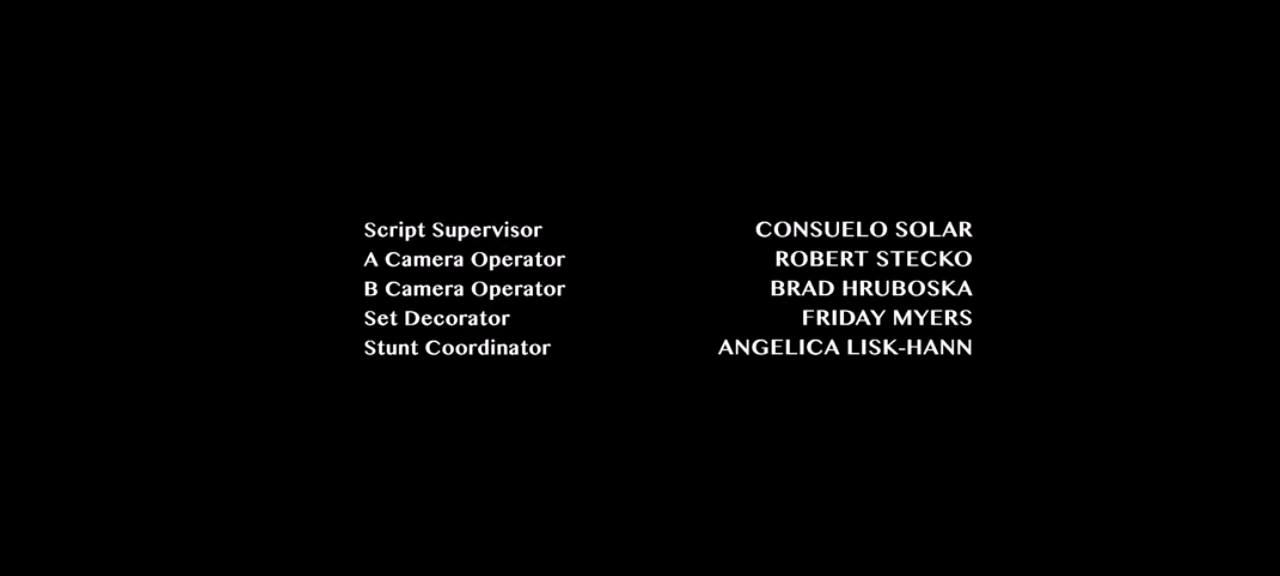 Script Supervisor CONSUELO SOLAR
A Camera Operator ROBERT STECKO
B Camera Operator BRAD HRUBOSKA
Set Decorator FRIDAY MYERS
Stunt Coordinator ANGELICA LISK-HANN